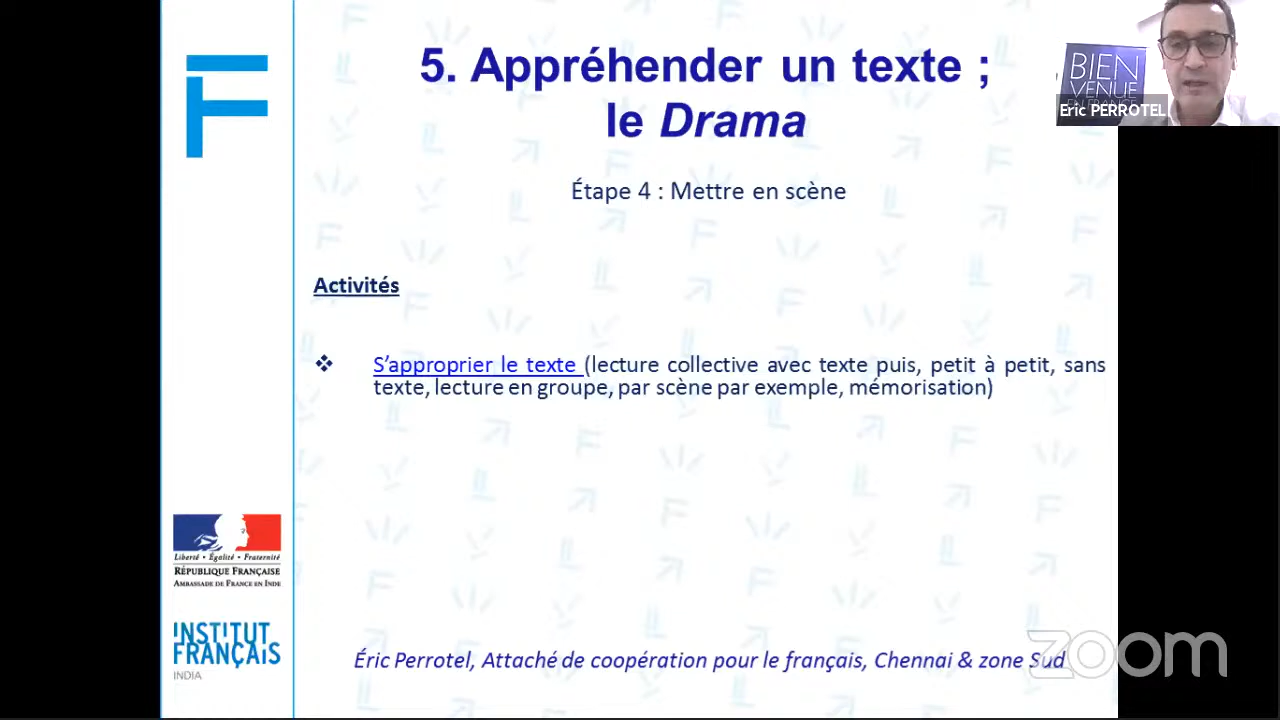 5. Appréhender un texte ;
le Drama
Étape 4 : Mettre en scène
Activités
❖ S’approprier le texte (lecture collective avec texte puis, petit à petit, sans
texte, lecture en groupe, par scène par exemple, mémorisation)
Éric Perrotel, Attaché de coopération pour le français, Chennai & zone Sud
F
Liberté • Égalité • Fraternité
RÉPUBLIQUE FRANÇAISE
AMBASSADE DE FRANCE EN INDE
INSTITUT
FRANÇAIS
INDIA
BIEN
VENUE
EN FRANCE
Eric PERROTEL
zoom